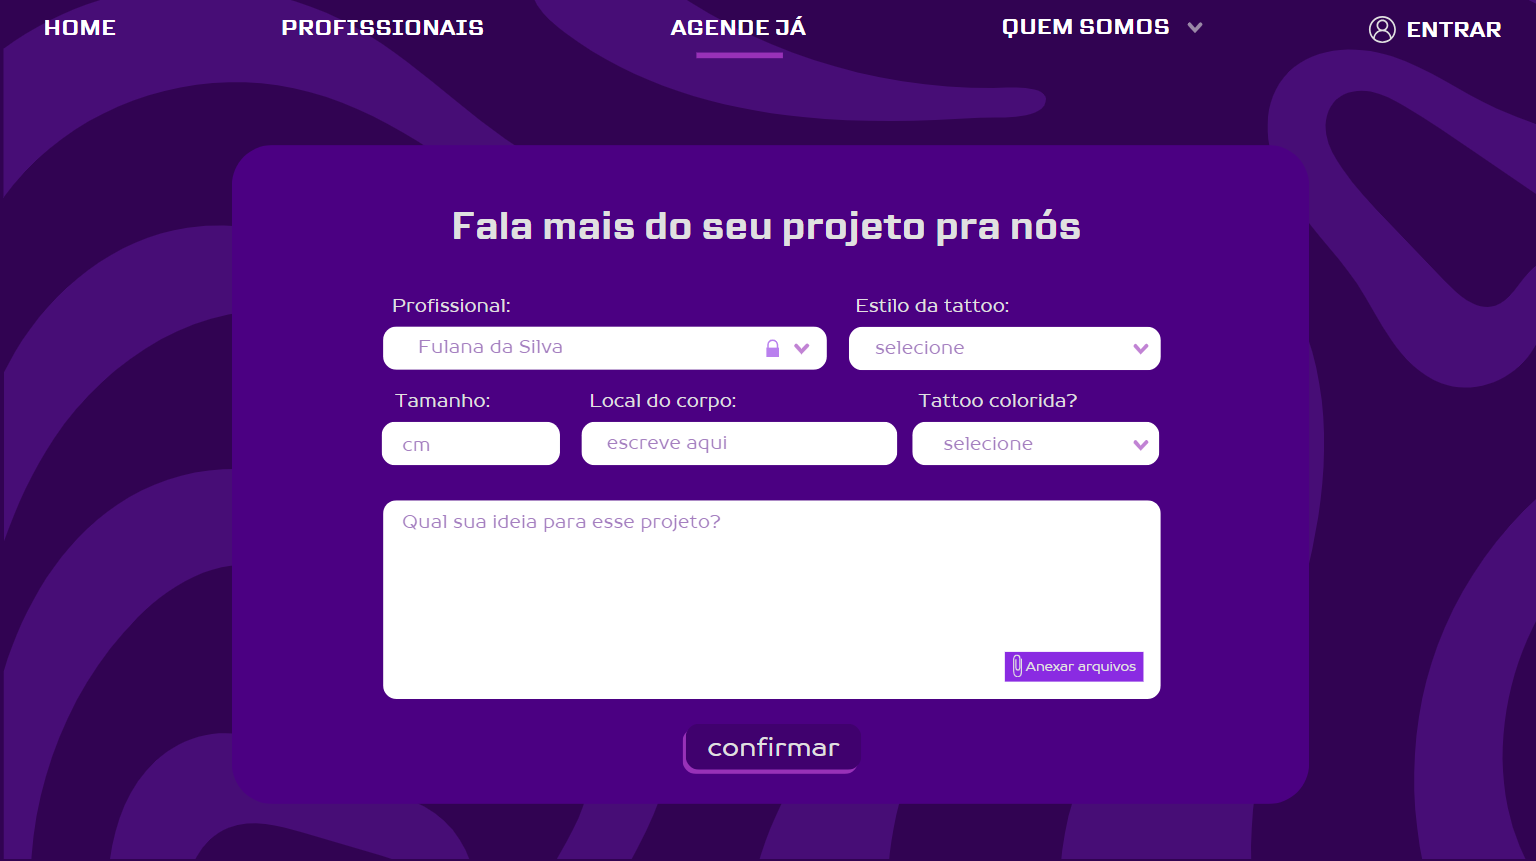 HOME PROFISSIONAIS AGENDE JÁ QUEM SOMOS ENTRAR
Fala mais do seu projeto pra nós
Profissional: Estilo da tattoo:
Fulana da Silva selecione
Tamanho: Local do corpo: Tattoo colorida?
cm escreve aqui selecione
Qual sua ideia para esse projeto?
Anexar arquivos
confirmar